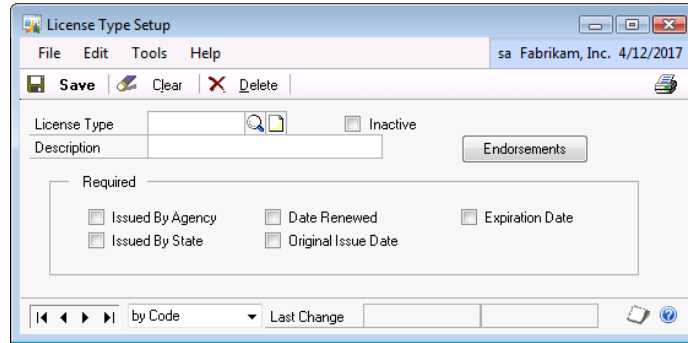 License Type Setup
File Edit Tools Help sa Fabrikam, Inc. 4/12/2017
Save Clear Delete
License Type Inactive
Description Endorsements
Required
Issued By Agency Date Renewed Expiration Date
Issued By State Original Issue Date
by Code Last Change